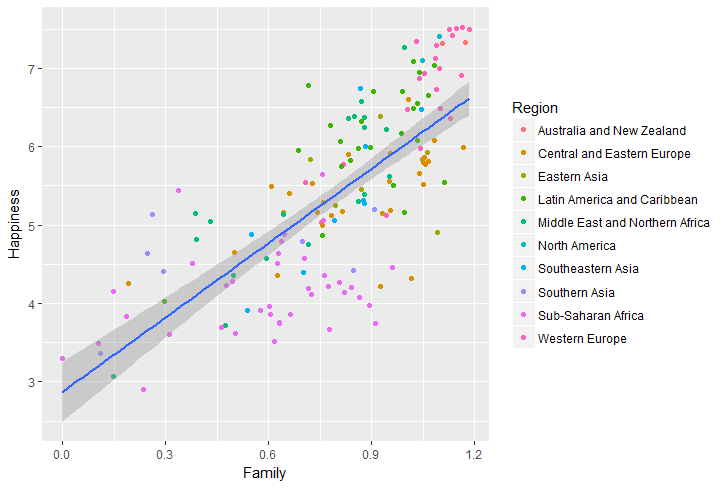 Happiness
7
6
5
4
3
0.0 0.3 0.6 0.9 1.2
Family
Region
Australia and New Zealand
Central and Eastern Europe
Eastern Asia
Latin America and Caribbean
Middle East and Northern Africa
North America
Southeastern Asia
Southern Asia
Sub-Saharan Africa
Western Europe